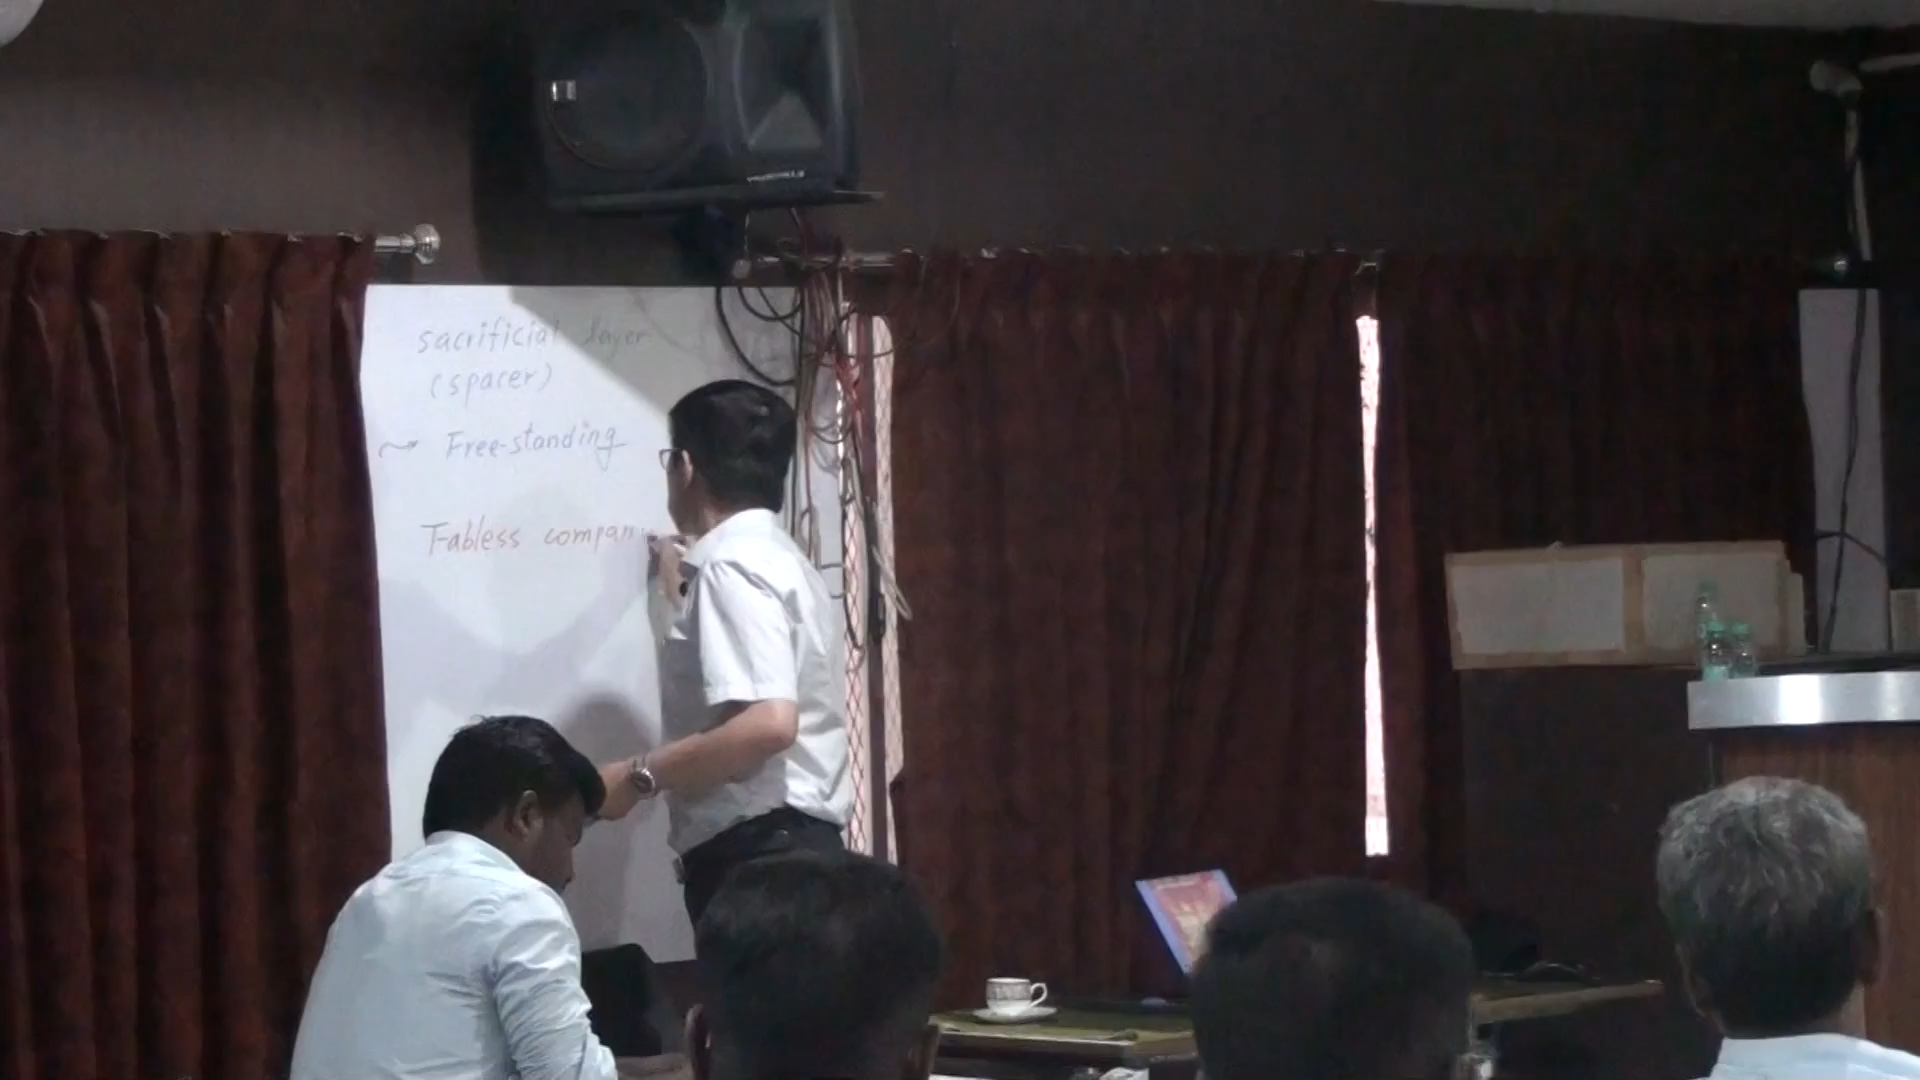 sacrificial layer
(spacer)
~> Free-standing
Fabless compan